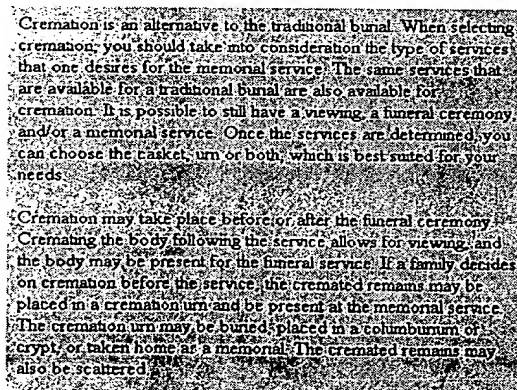 Cremation is an alternative to the traditional burial. When selecting
cremation, you should take into consideration the type of services
that one desires for the memorial service. The same services that
are available for a traditional burial are also available for
cremation. It is possible to still have a viewing, a funeral ceremony,
and/or a memorial service. Once the services are determined, you
can choose the casket, urn or both, which is best suited for your
needs.
Cremation may take place before or after the funeral ceremony.
Cremating the body following the service, allows for viewing, and
the body may be present for the funeral service. If a family decides
on cremation before the service, the cremated remains may be
placed in a cremation urn and be present at the memorial service.
The cremation urn may be buried, placed in a columburium or
crypt, or taken home as a memorial. The cremated remains may
also be scattered.